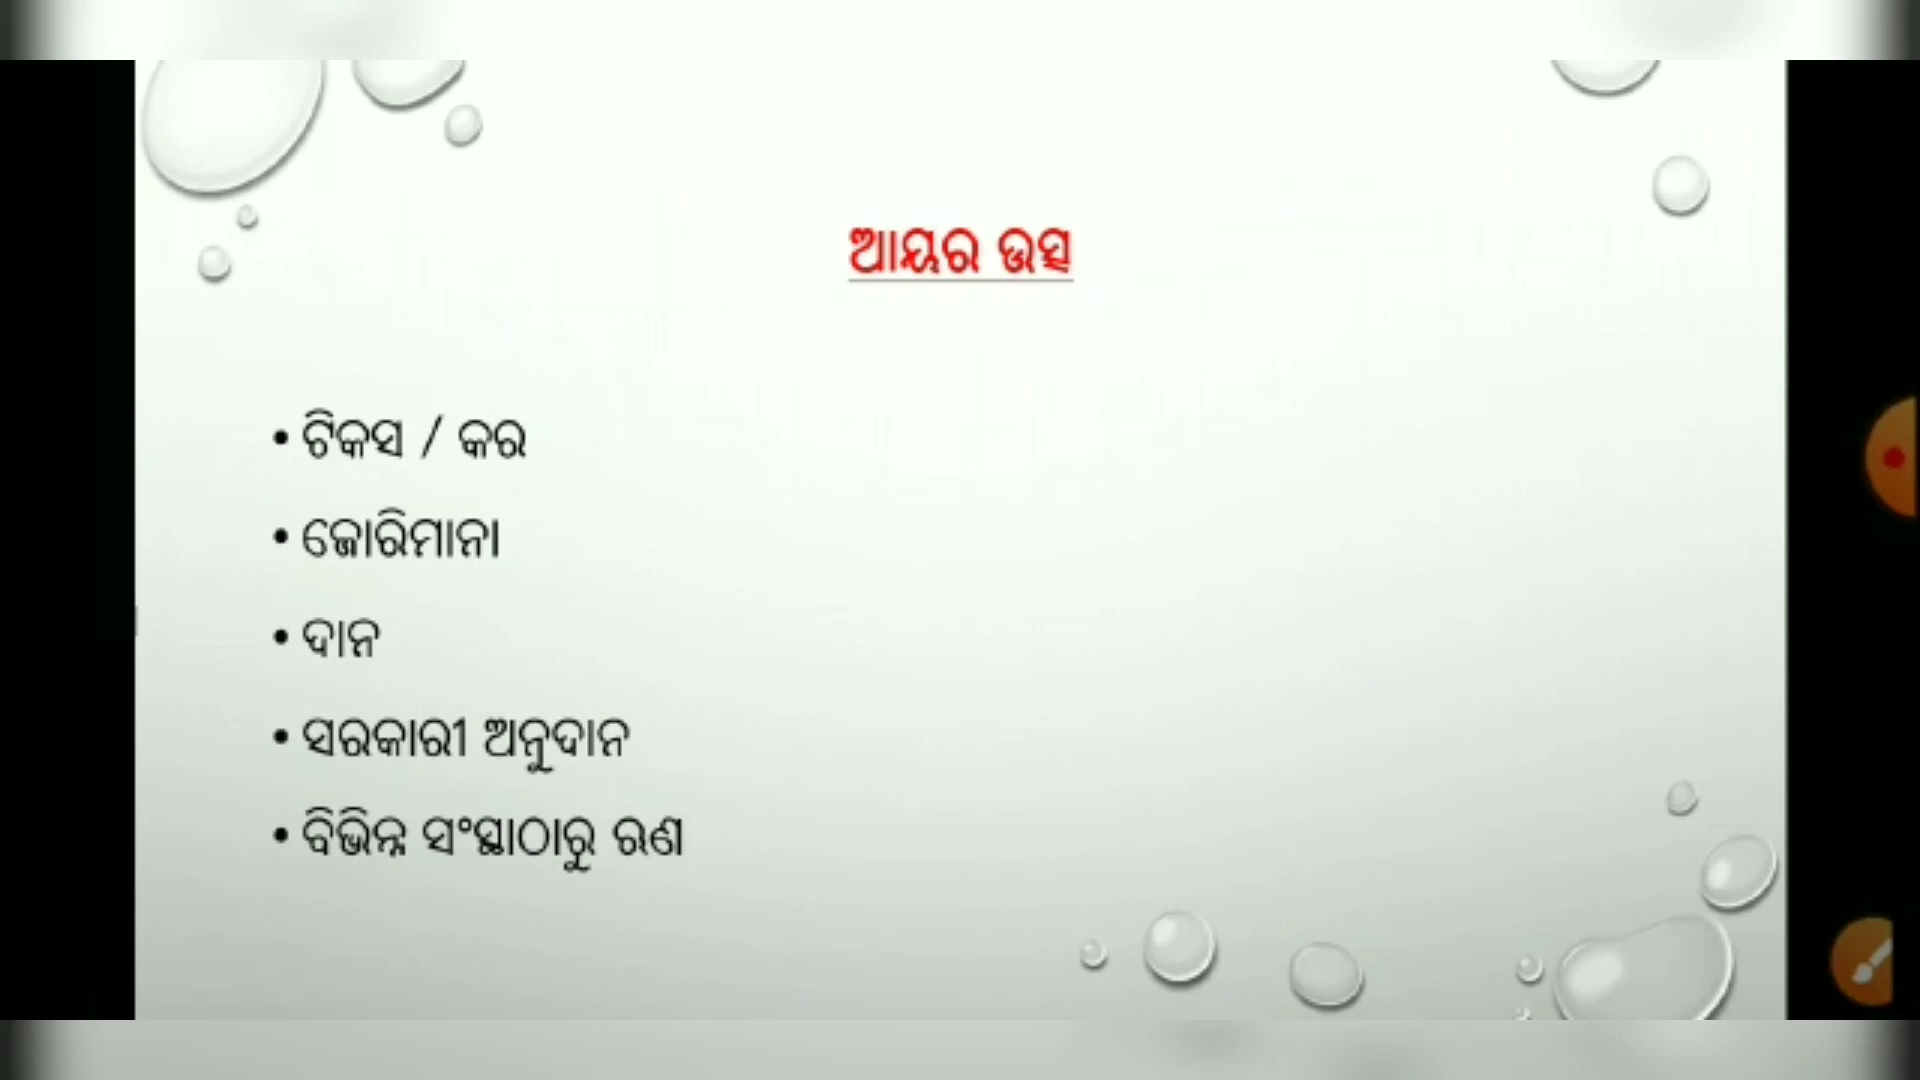 ଆୟର ଉତ୍ସ
• ଟିକସ / କର
• ଜୋରିମାନା
• ଦାନ
• ସରକାରୀ ଅନୁଦାନ
• ବିଭିନ୍ନ ସଂସ୍ଥାଠାରୁ ଋଣ